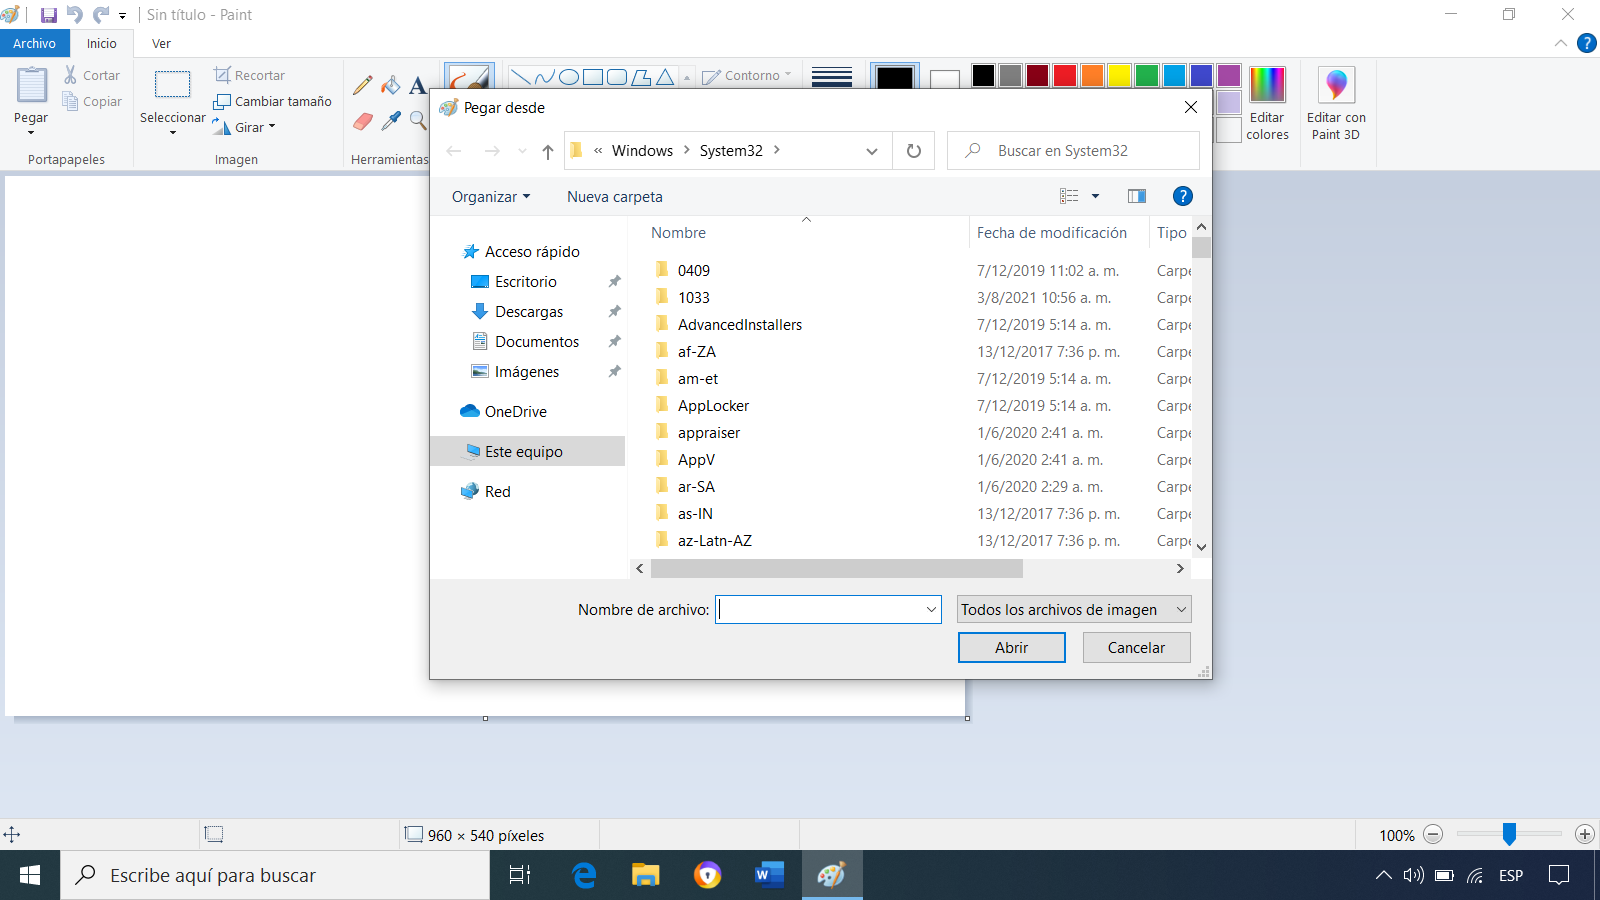 Sin título - Paint
Archivo
Inicio
Ver
Pegar
Cortar
Copiar
Portapapeles
Seleccionar
Recortar
Cambiar tamaño
Girar
Imagen
A
Herramientas
Contorno
Editar colores
Editar con Paint 3D
Pegar desde
« Windows > System32 >
Buscar en System32
Organizar
Nueva carpeta
?
Acceso rápido
Escritorio
Descargas
Documentos
Imágenes
OneDrive
Este equipo
Red
Nombre Fecha de modificación Tipo
0409 7/12/2019 11:02 a. m. Carpe
1033 3/8/2021 10:56 a. m. Carpe
AdvancedInstallers 7/12/2019 5:14 a. m. Carpe
af-ZA 13/12/2017 7:36 p. m. Carpe
am-et 7/12/2019 5:14 a. m. Carpe
AppLocker 7/12/2019 5:14 a. m. Carpe
appraiser 1/6/2020 2:41 a. m. Carpe
AppV 1/6/2020 2:41 a. m. Carpe
ar-SA 1/6/2020 2:29 a. m. Carpe
as-IN 13/12/2017 7:36 p. m. Carpe
az-Latn-AZ 13/12/2017 7:36 p. m. Carpe
Nombre de archivo:
Todos los archivos de imagen
Abrir
Cancelar
960 × 540 píxeles
100%
Escribe aquí para buscar
ESP